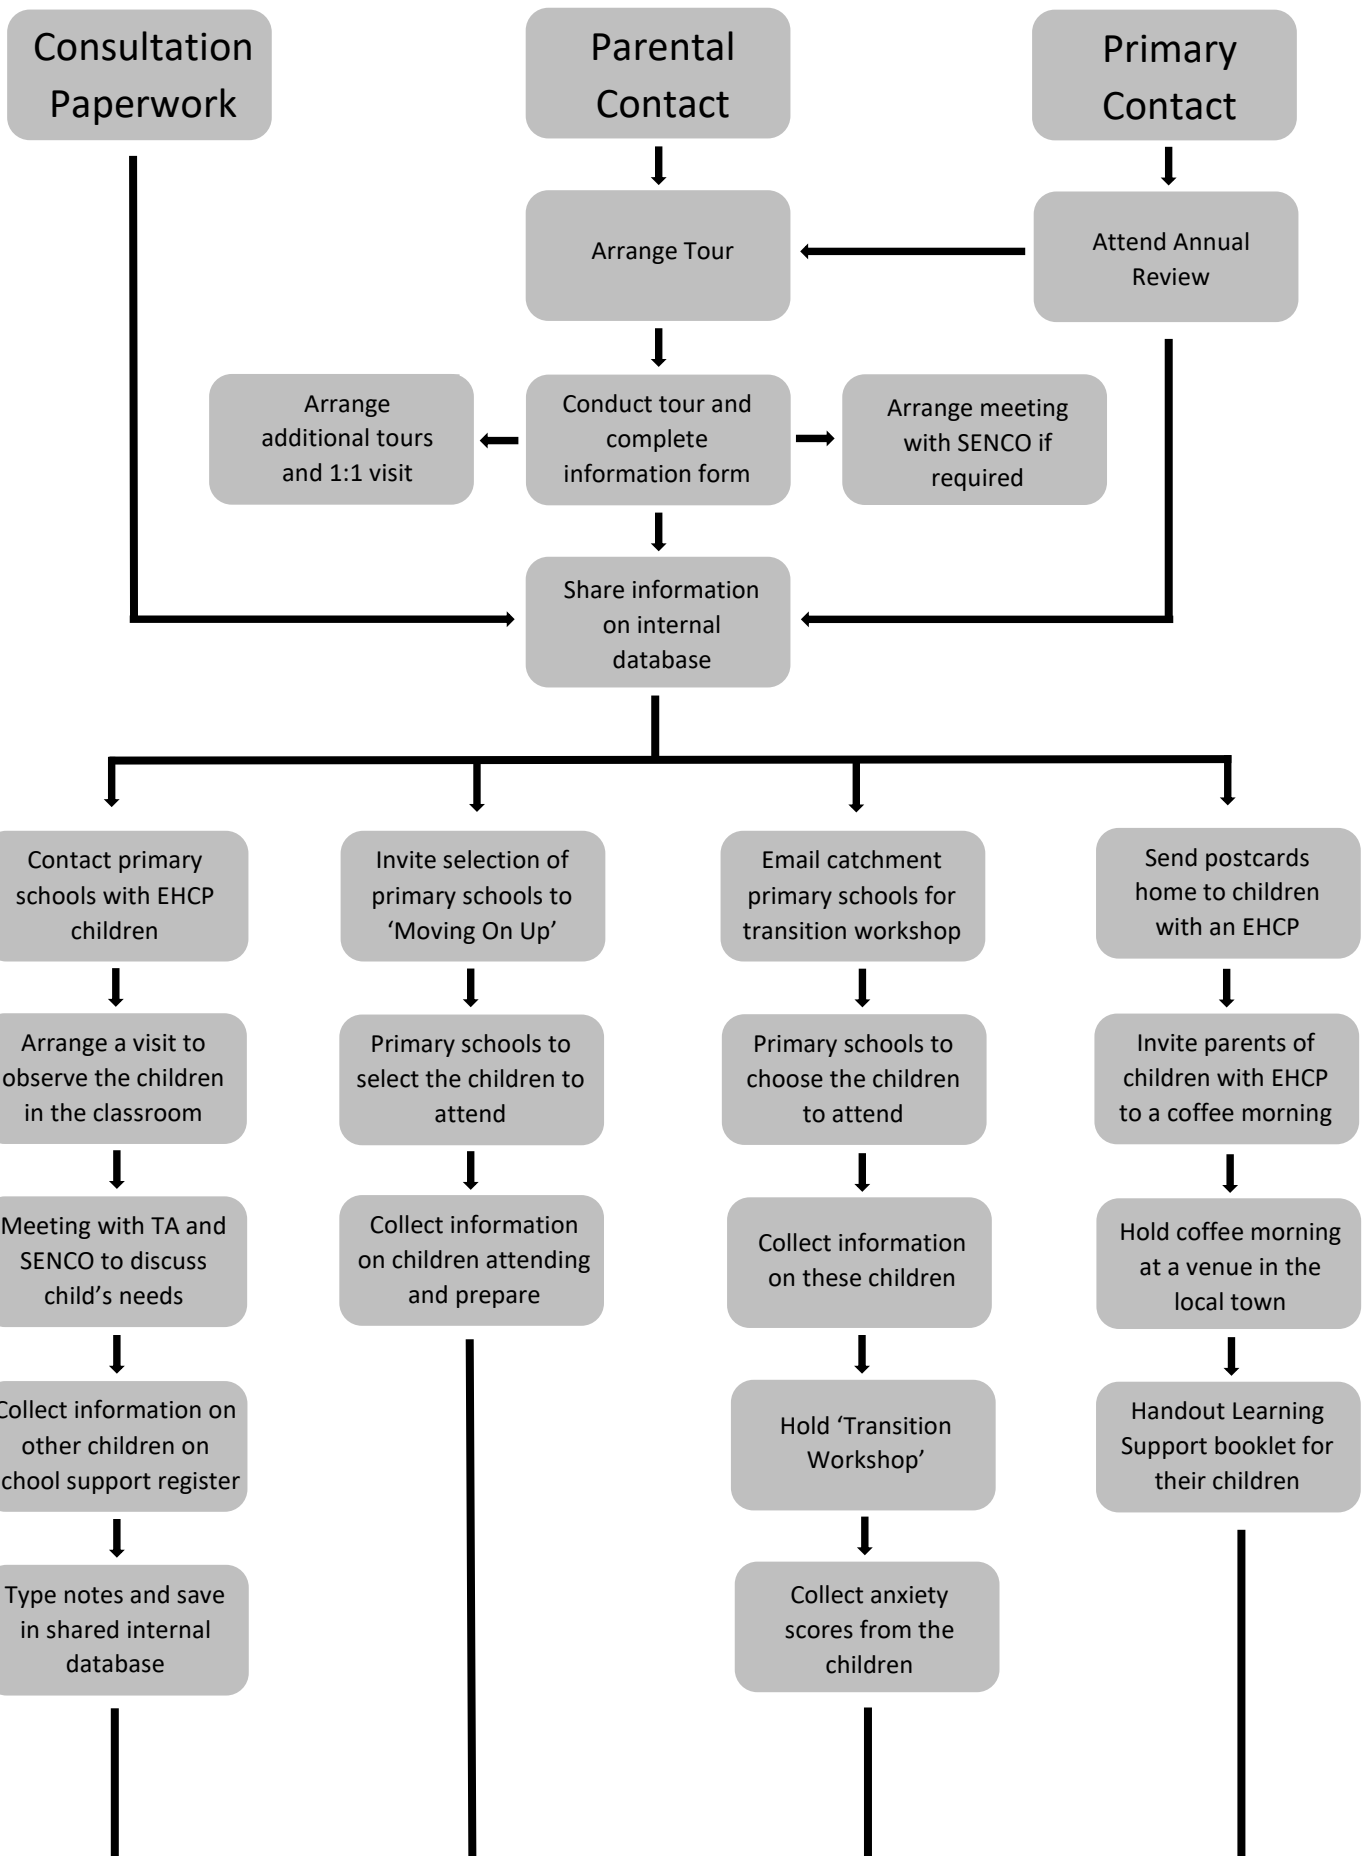 Consultation
Paperwork
Parental
Contact
Primary
Contact
Arrange Tour
Attend Annual
Review
Arrange
additional tours
and 1:1 visit
Conduct tour and
complete
information form
Arrange meeting
with SENCO if
required
Share information
on internal
database
Contact primary
schools with EHCP
children
Arrange a visit to
observe the children
in the classroom
Meeting with TA and
SENCO to discuss
child’s needs
Collect information on
other children on
chool support register
Type notes and save
in shared internal
database
Invite selection of
primary schools to
‘Moving On Up’
Primary schools to
select the children to
attend
Collect information
on children attending
and prepare
Email catchment
primary schools for
transition workshop
Primary schools to
choose the children
to attend
Collect information
on these children
Hold ‘Transition
Workshop’
Collect anxiety
scores from the
children
Send postcards
home to children
with an EHCP
Invite parents of
children with EHCP
to a coffee morning
Hold coffee morning
at a venue in the
local town
Handout Learning
Support booklet for
their children